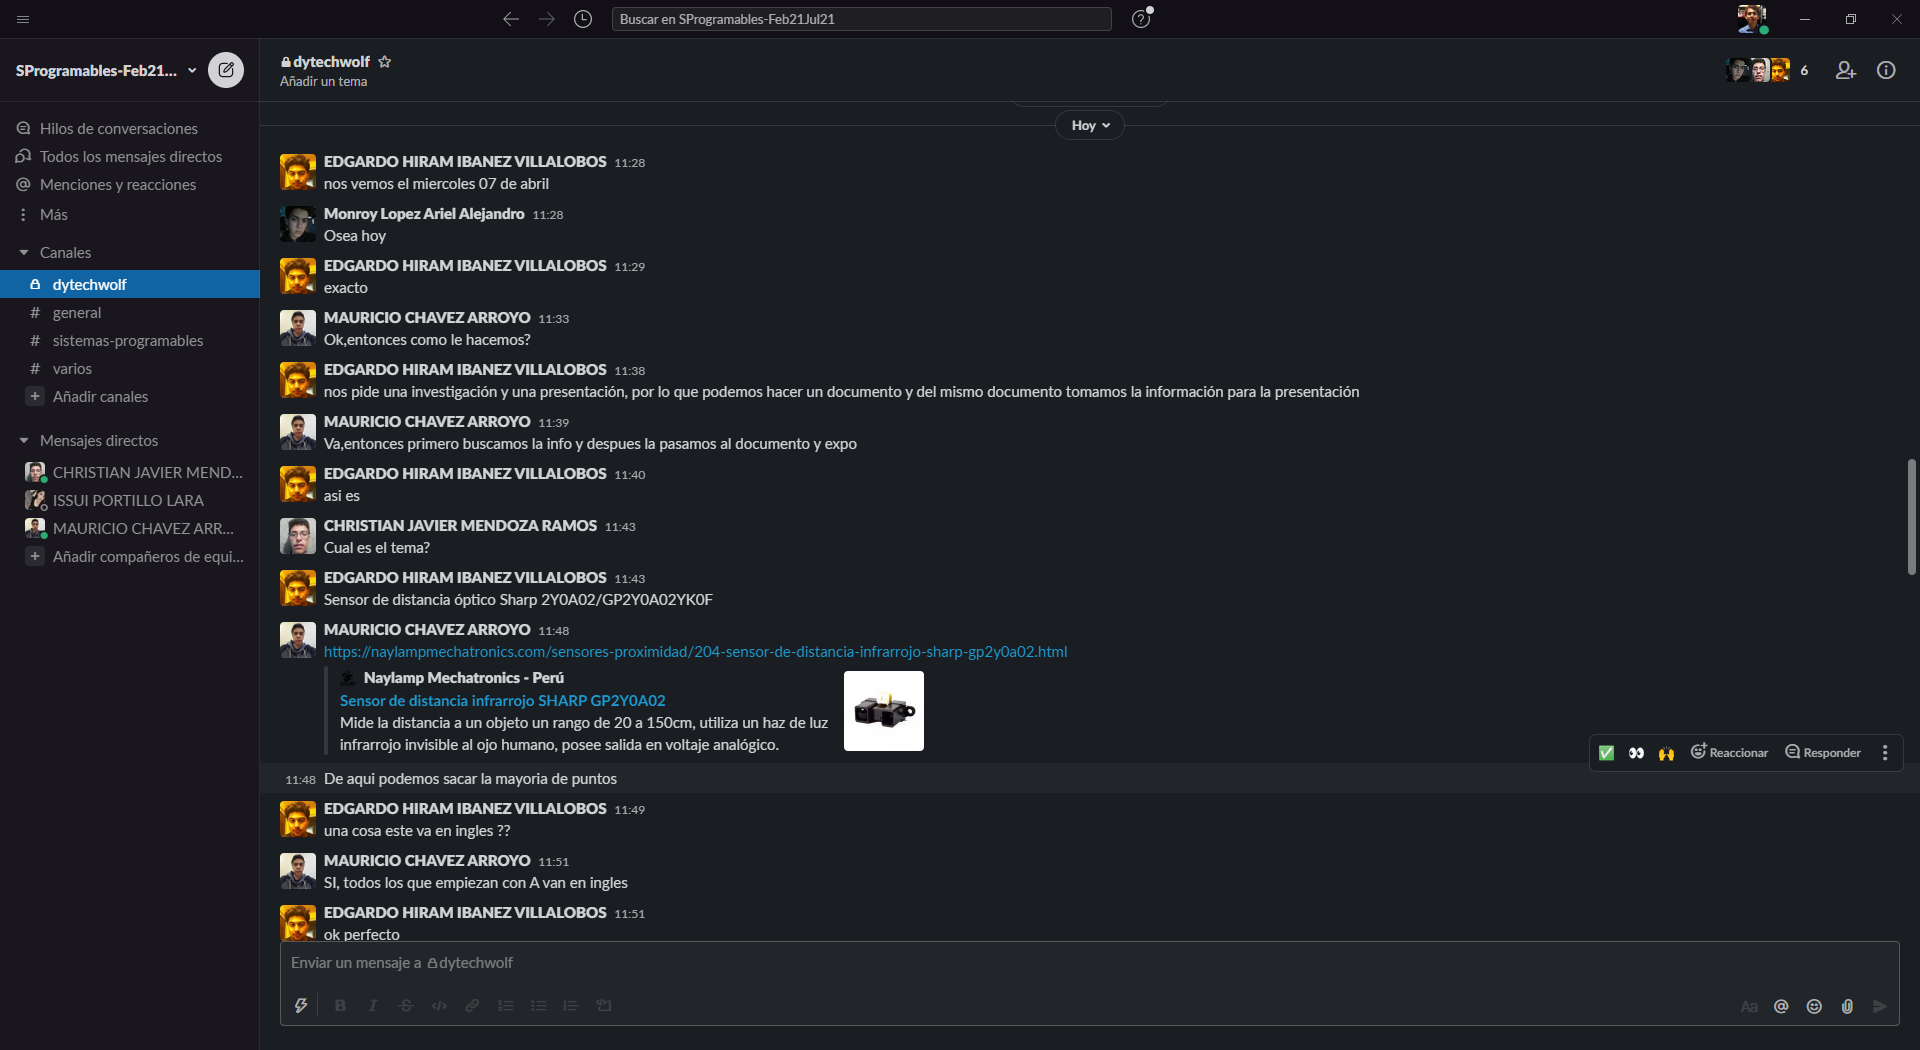 Buscar en SProgramables-Feb21Jul21
SProgramables-Feb21...
Hilos de conversaciones
Todos los mensajes directos
Menciones y reacciones
Más
Canales
dytechwolf
# general
# sistemas-programables
# varios
+ Añadir canales
Mensajes directos
CHRISTIAN JAVIER MEND...
ISSUI PORTILLO LARA
MAURICIO CHAVEZ ARR...
+ Añadir compañeros de equi...
dytechwolf
Añadir un tema
6
Hoy
EDGARDO HIRAM IBANEZ VILLALOBOS 11:28
nos vemos el miercoles 07 de abril
Monroy Lopez Ariel Alejandro 11:28
Osea hoy
EDGARDO HIRAM IBANEZ VILLALOBOS 11:29
exacto
MAURICIO CHAVEZ ARROYO 11:33
Ok,entonces como le hacemos?
EDGARDO HIRAM IBANEZ VILLALOBOS 11:38
nos pide una investigación y una presentación, por lo que podemos hacer un documento y del mismo documento tomamos la información para la presentación
MAURICIO CHAVEZ ARROYO 11:39
Va,entonces primero buscamos la info y despues la pasamos al documento y expo
EDGARDO HIRAM IBANEZ VILLALOBOS 11:40
asi es
CHRISTIAN JAVIER MENDOZA RAMOS 11:43
Cual es el tema?
EDGARDO HIRAM IBANEZ VILLALOBOS 11:43
Sensor de distancia óptico Sharp 2Y0A02/GP2Y0A02YK0F
MAURICIO CHAVEZ ARROYO 11:48
https://naylampmechatronics.com/sensores-proximidad/204-sensor-de-distancia-infrarrojo-sharp-gp2y0a02.html
Naylamp Mechatronics - Perú
Sensor de distancia infrarrojo SHARP GP2Y0A02
Mide la distancia a un objeto un rango de 20 a 150cm, utiliza un haz de luz
infrarrojo invisible al ojo humano, posee salida en voltaje analógico.
Reaccionar Responder
11:48 De aqui podemos sacar la mayoria de puntos
EDGARDO HIRAM IBANEZ VILLALOBOS 11:49
una cosa este va en ingles ??
MAURICIO CHAVEZ ARROYO 11:51
SI, todos los que empiezan con A van en ingles
EDGARDO HIRAM IBANEZ VILLALOBOS 11:51
ok perfecto
Enviar un mensaje a dytechwolf
B I S </> Aa @